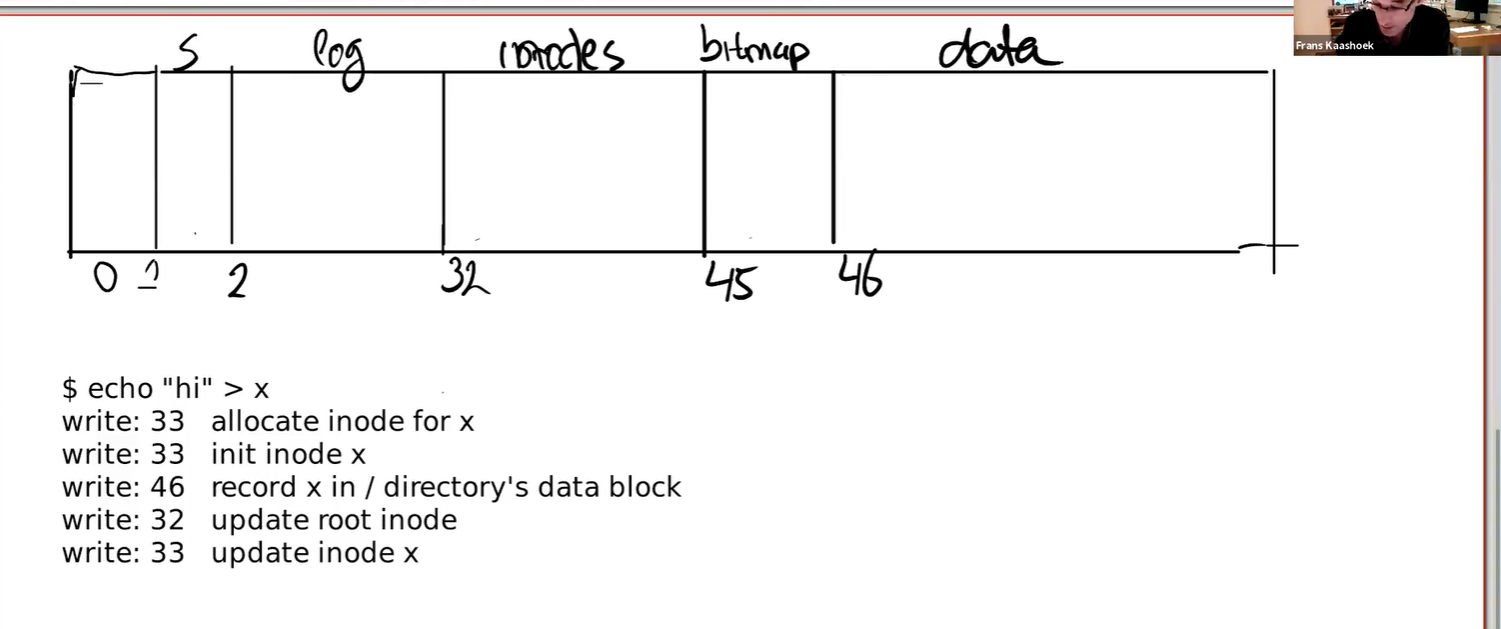 s log inodes bitmap data
Frans Kaashoek
0 1 2 32 45 46
$ echo "hi" > x
write: 33 allocate inode for x
write: 33 init inode x
write: 46 record x in / directory's data block
write: 32 update root inode
write: 33 update inode x